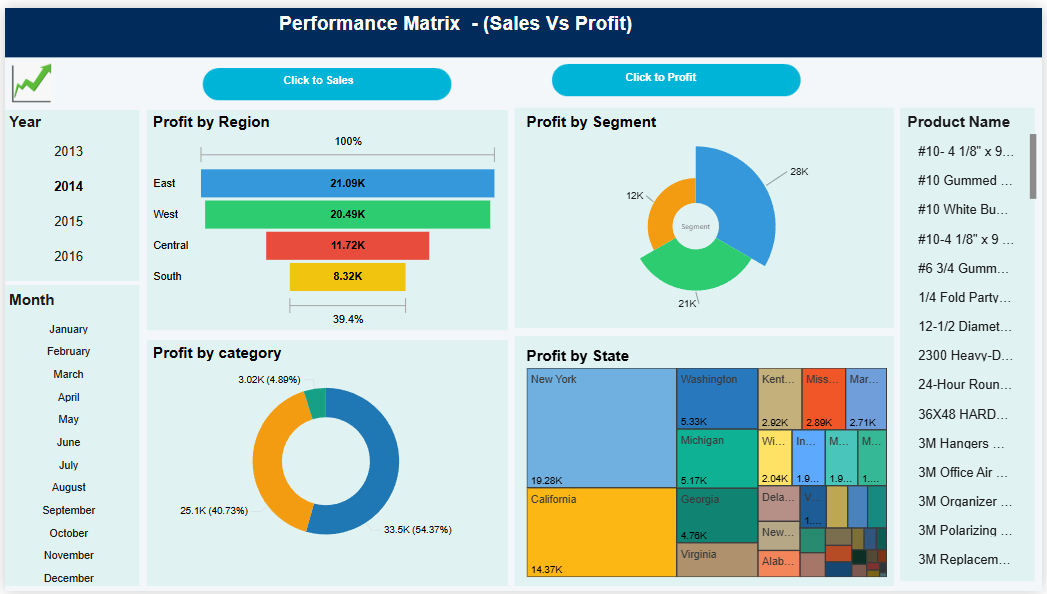 Performance Matrix - (Sales Vs Profit)
Click to Sales
Click to Profit
Year
2013
2014
2015
2016
Month
January
February
March
April
May
June
July
August
September
October
November
December
Profit by Region
100%
East
21.09K
West
20.49K
Central
11.72K
South
8.32K
39.4%
Profit by Segment
28K
12K
Segment
21K
Profit by category
3.02K (4.89%)
25.1K (40.73%)
33.5K (54.37%)
Profit by State
New York
19.28K
California
14.37K
Washington
5.33K
Michigan
5.17K
Georgia
4.76K
Virginia
Kent...
2.92K
Miss...
2.89K
Mar...
2.71K
Wi...
2.04K
In...
1.9...
M...
1.9...
M...
1....
Dela...
V...
1....
New...
Alab...
Product Name
#10- 4 1/8" x 9...
#10 Gummed ...
#10 White Bu...
#10-4 1/8" x 9 ...
#6 3/4 Gumm...
1/4 Fold Party...
12-1/2 Diamet...
2300 Heavy-D...
24-Hour Roun...
36X48 HARD...
3M Hangers ...
3M Office Air ...
3M Organizer ...
3M Polarizing ...
3M Replacem...